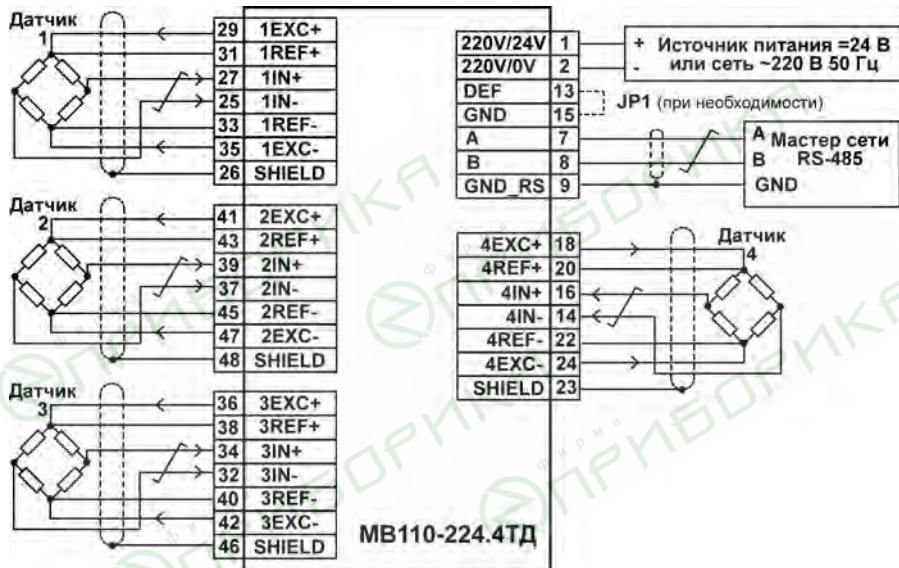 Датчик
1
29 1EXC+
31 1REF+
27 1IN+
25 1IN-
33 1REF-
35 1EXC-
26 SHIELD
Датчик
2
41 2EXC+
43 2REF+
39 2IN+
37 2IN-
45 2REF-
47 2EXC-
48 SHIELD
Датчик
3
36 3EXC+
38 3REF+
34 3IN+
32 3IN-
40 3REF-
42 3EXC-
46 SHIELD
МВ110-224.4ТД
220V/24V 1
220V/0V 2
DEF 13
GND 15
A 7
B 8
GND_RS 9
+ Источник питания =24 В
- или сеть ~220 В 50 Гц
JP1 (при необходимости)
A Мастер сети
B RS-485
GND
4EXC+ 18
4REF+ 20
4IN+ 16
4IN- 14
4REF- 22
4EXC- 24
SHIELD 23
Датчик
4
фирма
ПРИБОРИКА
фирма
ПРИБОРИКА